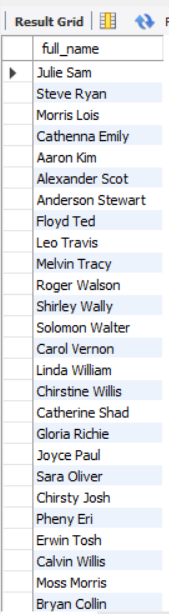 Result Grid
full_name
Julie Sam
Steve Ryan
Morris Lois
Cathenna Emily
Aaron Kim
Alexander Scot
Anderson Stewart
Floyd Ted
Leo Travis
Melvin Tracy
Roger Walson
Shirley Wally
Solomon Walter
Carol Vernon
Linda William
Chirstine Willis
Catherine Shad
Gloria Richie
Joyce Paul
Sara Oliver
Chirsty Josh
Pheny Eri
Erwin Tosh
Calvin Willis
Moss Morris
Bryan Collin